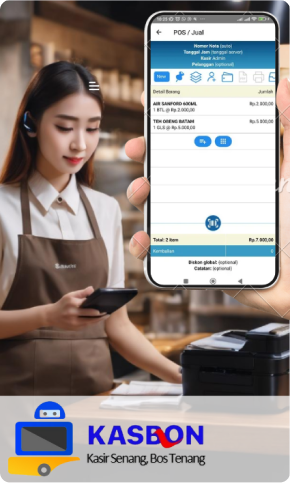 POS / Jual
Nomor Nota (auto)
Tanggal Jam (tanggal server)
Kasir Admin
Pelanggan (optional)
New
Detail Barang Jumlah
AIR SANFORD 600ML Rp.2.000,00
1 BTL @ Rp.2.000,00
TEH OBENG BATAM Rp.5.000,00
1 GLS @ Rp.5.000,00
Total: 2 item Rp.7.000,00
Kembalian 0
Diskon global: (optional)
Catatan: (optional)
KASBON
Kasir Senang, Bos Tenang